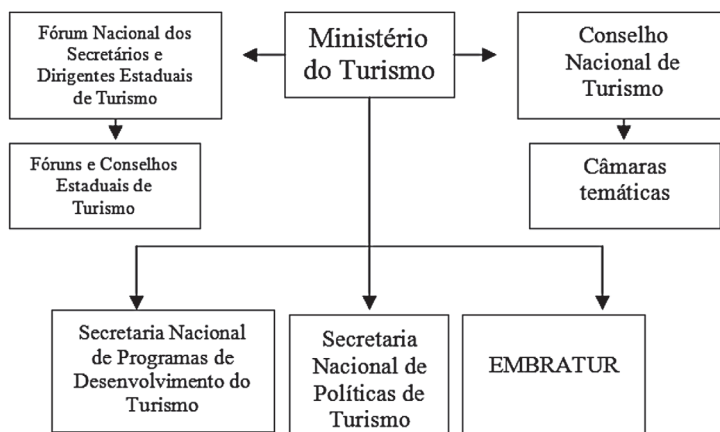 Fórum Nacional dos
Secretários e
Dirigentes Estaduais
de Turismo
Ministério
do Turismo
Conselho
Nacional de
Turismo
Fóruns e Conselhos
Estaduais de
Turismo
Câmaras
temáticas
Secretaria Nacional
de Programas de
Desenvolvimento do
Turismo
Secretaria
Nacional de
Políticas de
Turismo
EMBRATUR